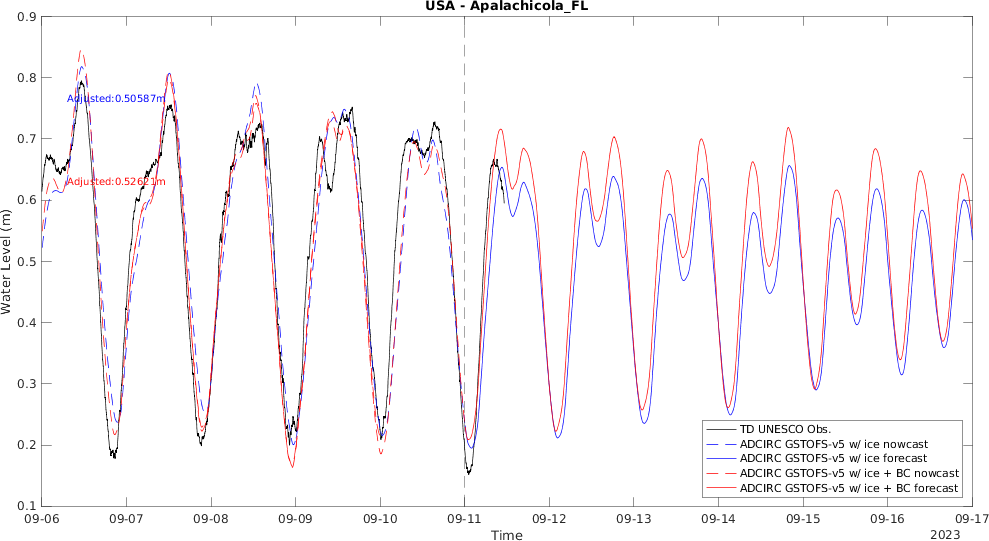 USA - Apalachicola_FL
0.9
0.8
0.7
0.6
0.5
0.4
0.3
0.2
0.1
Water Level (m)
Adjusted:0.50587m
Adjusted:0.52621m
TD UNESCO Obs.
ADCIRC GSTOFS-v5 w/ ice nowcast
ADCIRC GSTOFS-v5 w/ ice forecast
ADCIRC GSTOFS-v5 w/ ice + BC nowcast
ADCIRC GSTOFS-v5 w/ ice + BC forecast
09-06 09-07 09-08 09-09 09-10 09-11 09-12 09-13 09-14 09-15 09-16 09-17
Time
2023